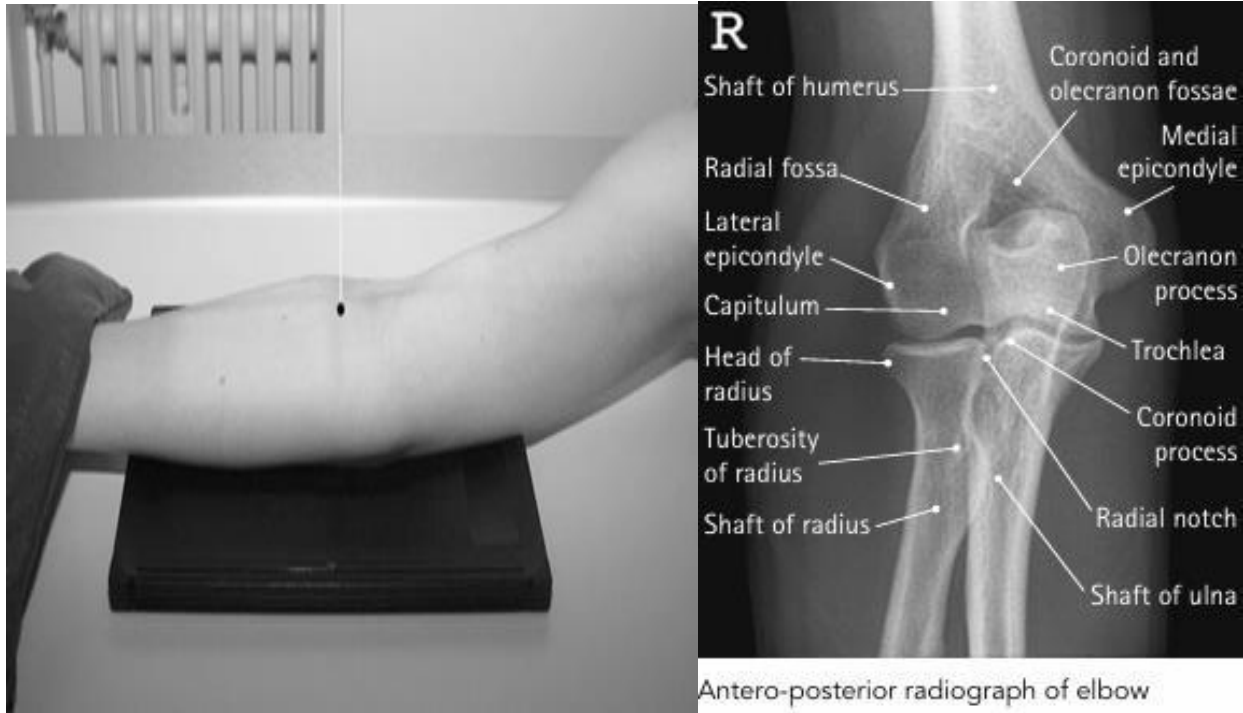 R
Shaft of humerus
Coronoid and
olecranon fossae
Medial
epicondyle
Radial fossa
Lateral
epicondyle
Olecranon
process
Capitulum
Trochlea
Head of
radius
Coronoid
process
Tuberosity
of radius
Radial notch
Shaft of radius
Shaft of ulna
Antero-posterior radiograph of elbow